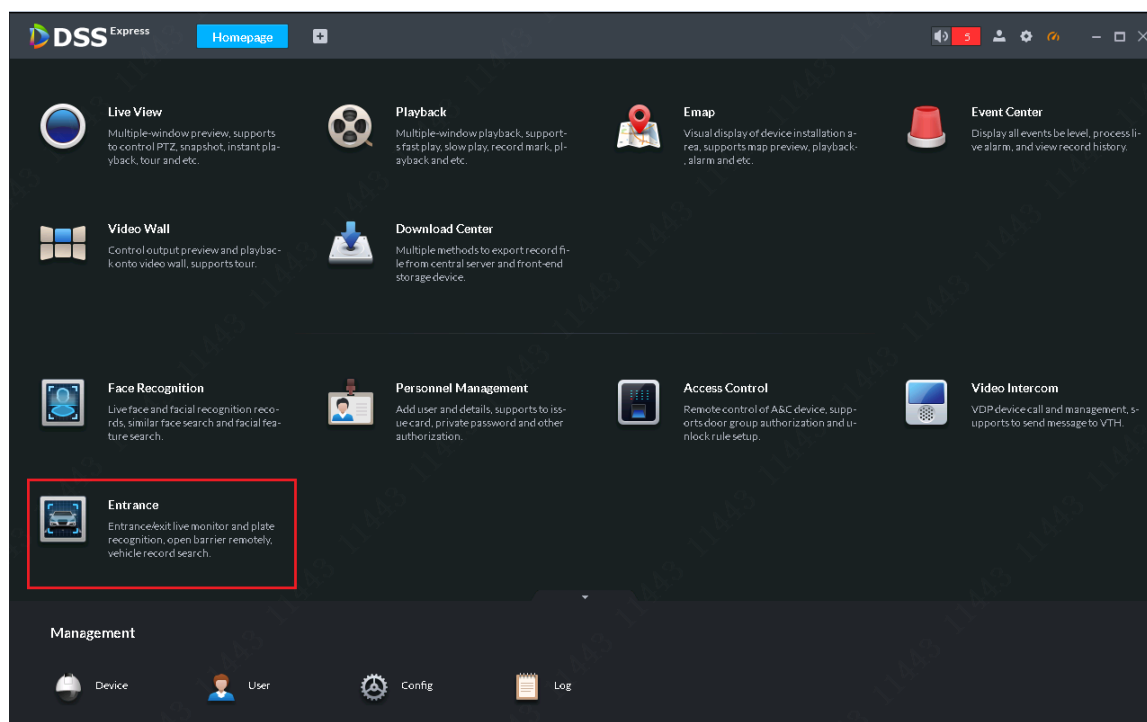 DSS Express
Homepage
5
Live View
Multiple-window preview, supports
to control PTZ, snapshot, instant pla-
yback, tour and etc.
Playback
Multiple-window playback, support-
s fast play, slow play, record mark, pl-
ayback and etc.
Emap
Visual display of device installation a-
rea, supports map preview, playback-
, alarm and etc.
Event Center
Display all events be level, process li-
ve alarm, and view record history.
Video Wall
Control output preview and playbac-
k onto video wall, supports tour.
Download Center
Multiple methods to export record fi-
le from central server and front-end
storage device.
Face Recognition
Live face and facial recognition reco-
rds, similar face search and facial fea-
ture search.
Personnel Management
Add user and details, supports to iss-
ue card, private password and other
authorization.
Access Control
Remote control of A&C device, supp-
orts door group authorization and u-
nlock rule setup.
Video Intercom
VDP device call and management, s-
upports to send message to VTH.
Entrance
Entrance/exit live monitor and plate
recognition, open barrier remotely,
vehicle record search.
Management
Device
User
Config
Log
11443 11443